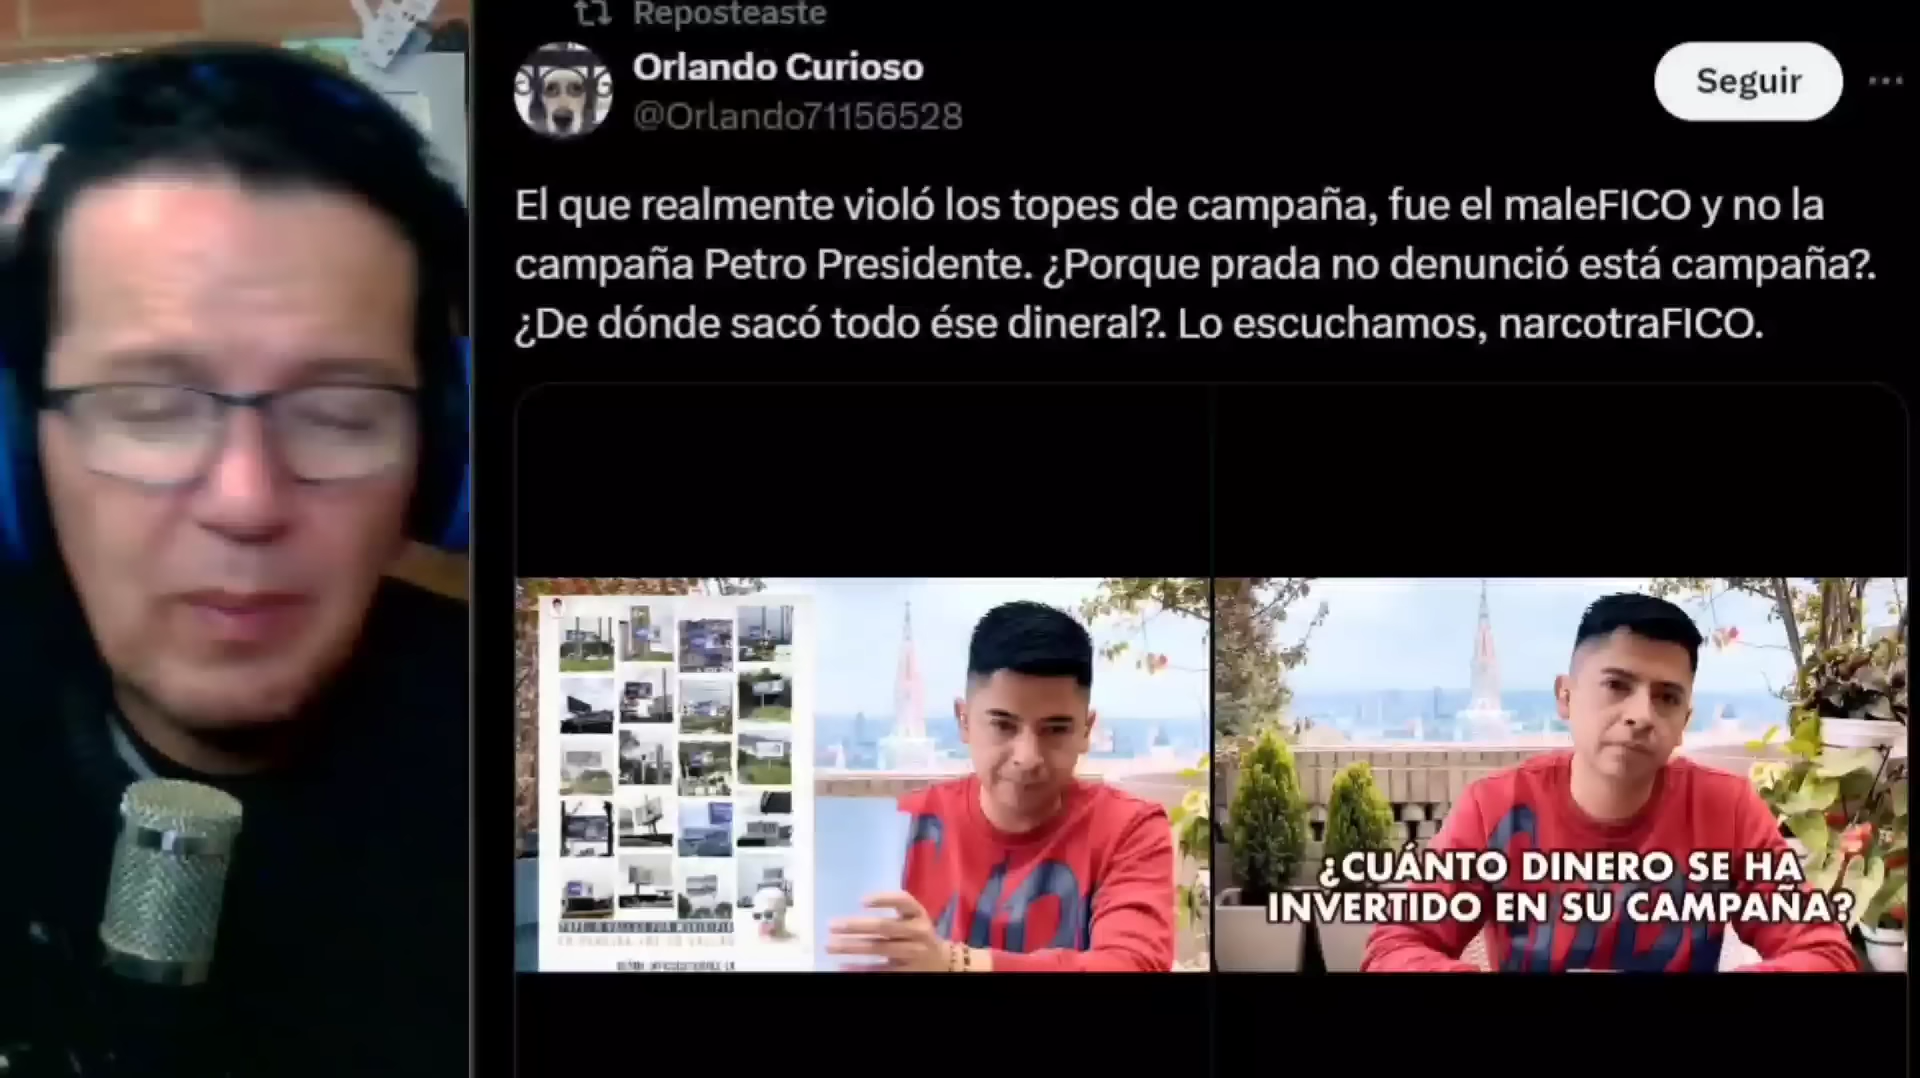 Reposteaste
Orlando Curioso
@Orlando71156528
Seguir
El que realmente violó los topes de campaña, fue el maleFICO y no la
campaña Petro Presidente. ¿Porque prada no denunció está campaña?.
¿De dónde sacó todo ése dineral?. Lo escuchamos, narcotraFICO.
¿CUÁNTO DINERO SE HA
INVERTIDO EN SU CAMPAÑA?